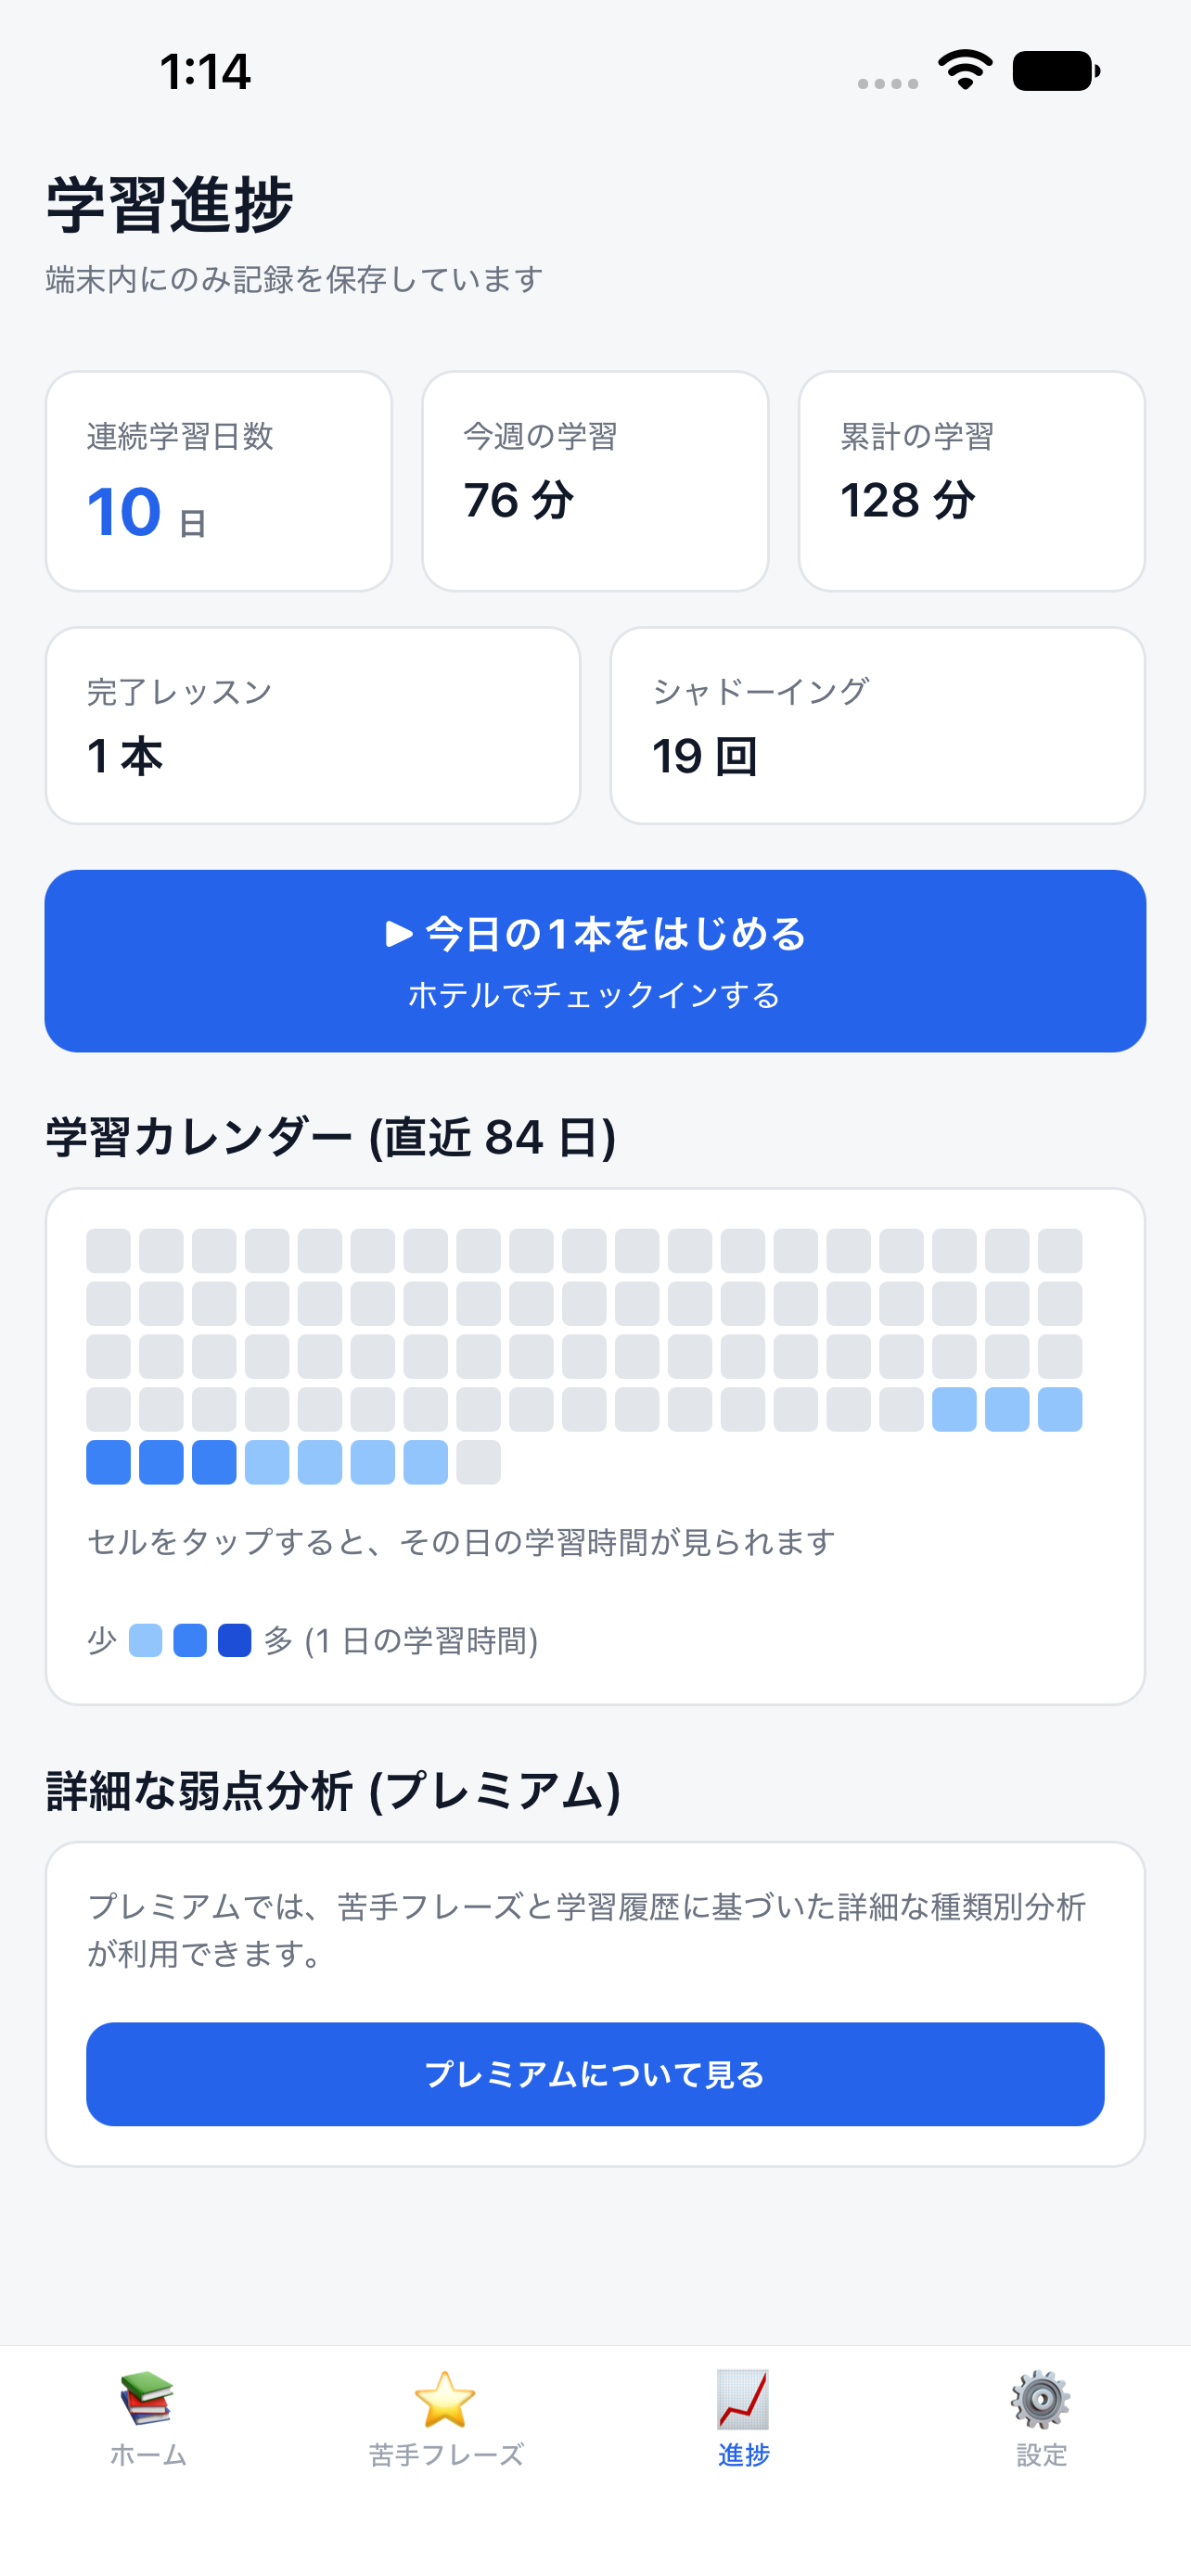 1:14
学習進捗
端末内にのみ記録を保存しています
連続学習日数
10 日
今週の学習
76 分
累計の学習
128 分
完了レッスン
1 本
シャドーイング
19 回
▶ 今日の1本をはじめる
ホテルでチェックインする
学習カレンダー (直近 84 日)
セルをタップすると、その日の学習時間が見られます
少 多 (1 日の学習時間)
詳細な弱点分析 (プレミアム)
プレミアムでは、苦手フレーズと学習履歴に基づいた詳細な種類別分析
が利用できます。
プレミアムについて見る
ホーム
苦手フレーズ
進捗
設定